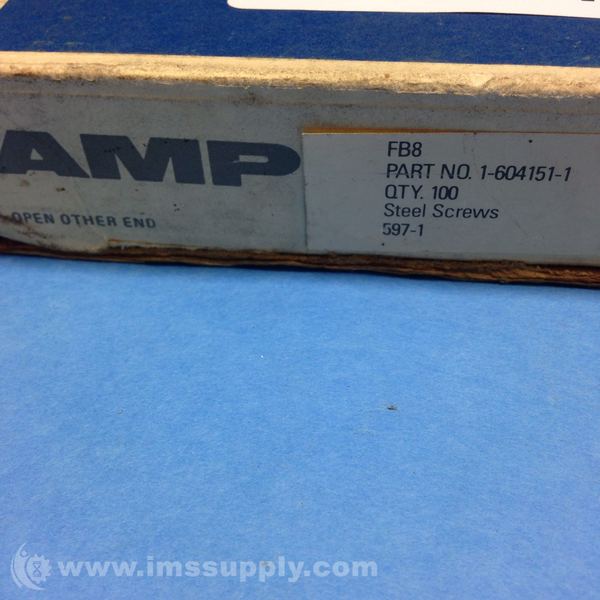 AMP
OPEN OTHER END
FB8
PART NO. 1-604151-1
QTY. 100
Steel Screws
597-1
www.imssupply.com